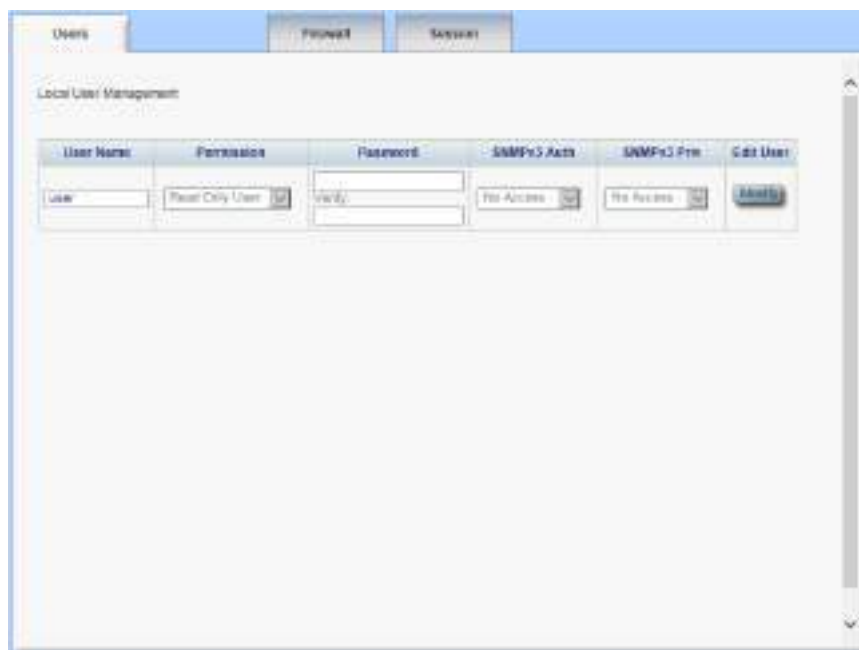 Users Firewall Session
Local User Management
User Name Permission Password SNMPv3 Auth SNMPv3 Priv Edit User
user Read Only User Verify No Access No Access Modify